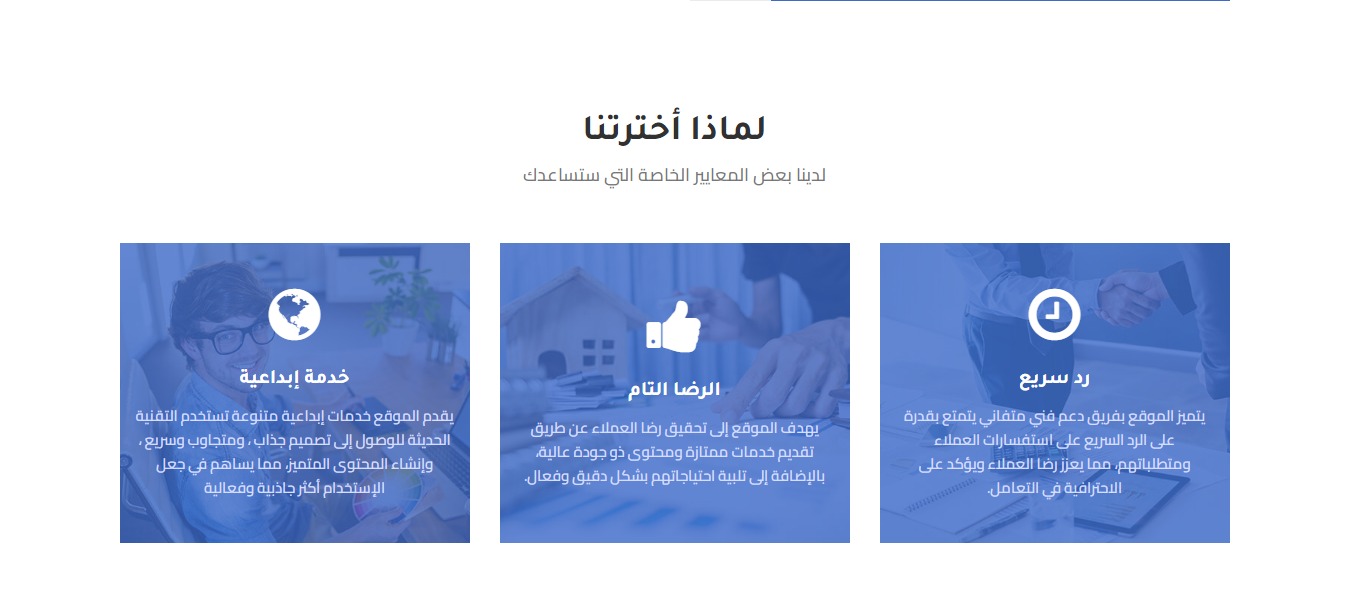 لماذا أخترتنا
لدينا بعض المعايير الخاصة التي ستساعدك
رد سريع
يتميز الموقع بفريق دعم فني متفاني يتمتع بقدرة
على الرد السريع على استفسارات العملاء
ومتطلباتهم، مما يعزز رضا العملاء ويؤكد على
الاحترافية في التعامل.
الرضا التام
يهدف الموقع إلى تحقيق رضا العملاء عن طريق
تقديم خدمات ممتازة ومحتوى ذو جودة عالية،
بالإضافة إلى تلبية احتياجاتهم بشكل دقيق وفعال.
خدمة إبداعية
يقدم الموقع خدمات إبداعية متنوعة تستخدم التقنية
الحديثة للوصول إلى تصميم جذاب ، ومتجاوب وسريع ،
وإنشاء المحتوى المتميز، مما يساهم في جعل
الإستخدام أكثر جاذبية وفعالية